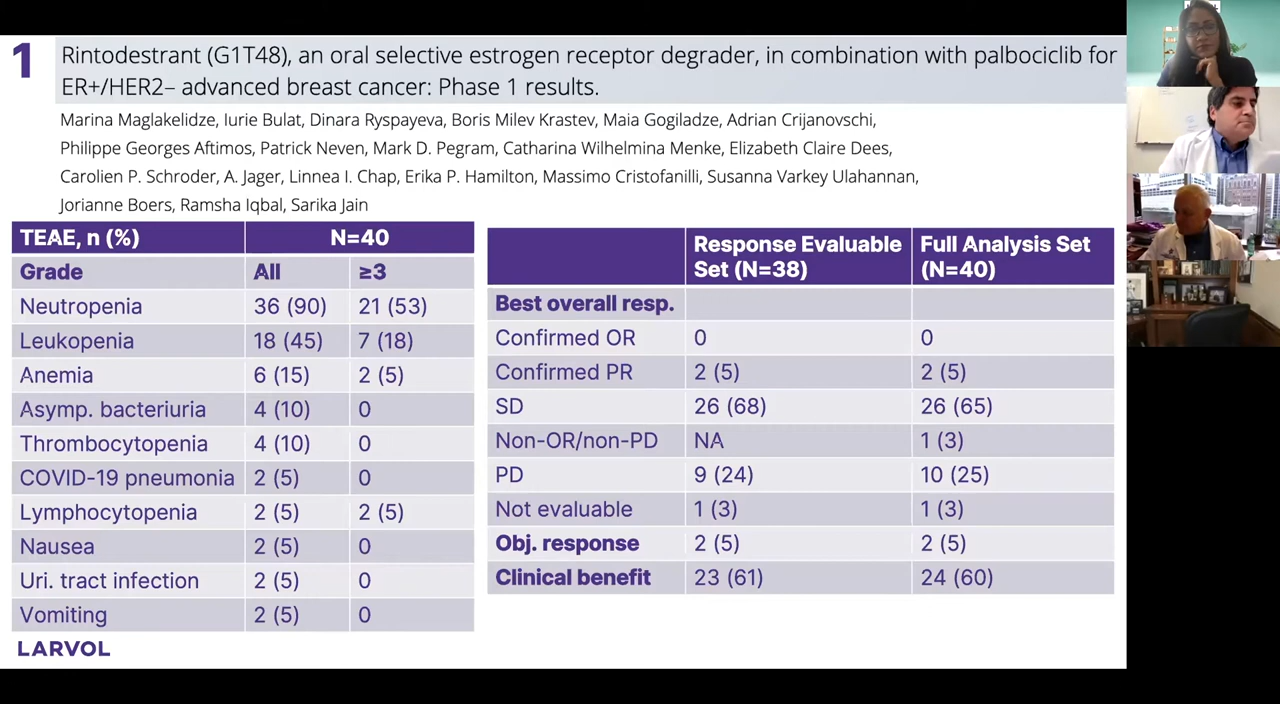 1
Rintodestrant (G1T48), an oral selective estrogen receptor degrader, in combination with palbociclib for
ER+/HER2– advanced breast cancer: Phase 1 results.
Marina Maglakelidze, Iurie Bulat, Dinara Ryspayeva, Boris Milev Krastev, Maia Gogiladze, Adrian Crijanovschi,
Philippe Georges Aftimos, Patrick Neven, Mark D. Pegram, Catharina Wilhelmina Menke, Elizabeth Claire Dees,
Carolien P. Schroder, A. Jager, Linnea I. Chap, Erika P. Hamilton, Massimo Cristofanilli, Susanna Varkey Ulahannan,
Jorianne Boers, Ramsha Iqbal, Sarika Jain
TEAE, n (%) N=40
Grade All ≥3
Neutropenia 36 (90) 21 (53)
Leukopenia 18 (45) 7 (18)
Anemia 6 (15) 2 (5)
Asymp. bacteriuria 4 (10) 0
Thrombocytopenia 4 (10) 0
COVID-19 pneumonia 2 (5) 0
Lymphocytopenia 2 (5) 2 (5)
Nausea 2 (5) 0
Uri. tract infection 2 (5) 0
Vomiting 2 (5) 0
Response Evaluable Full Analysis Set
Set (N=38) (N=40)
Best overall resp.
Confirmed OR 0 0
Confirmed PR 2 (5) 2 (5)
SD 26 (68) 26 (65)
Non-OR/non-PD NA 1 (3)
PD 9 (24) 10 (25)
Not evaluable 1 (3) 1 (3)
Obj. response 2 (5) 2 (5)
Clinical benefit 23 (61) 24 (60)
LARVOL